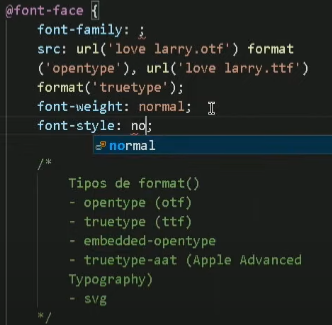 @font-face {
font-family: ;
src: url('love larry.otf') format
('opentype'), url('love larry.ttf')
format('truetype');
font-weight: normal;
font-style: no;
normal
/*
Tipos de format()
- opentype (otf)
- truetype (ttf)
- embedded-opentype
- truetype-aat (Apple Advanced
Typography)
- svg
*/